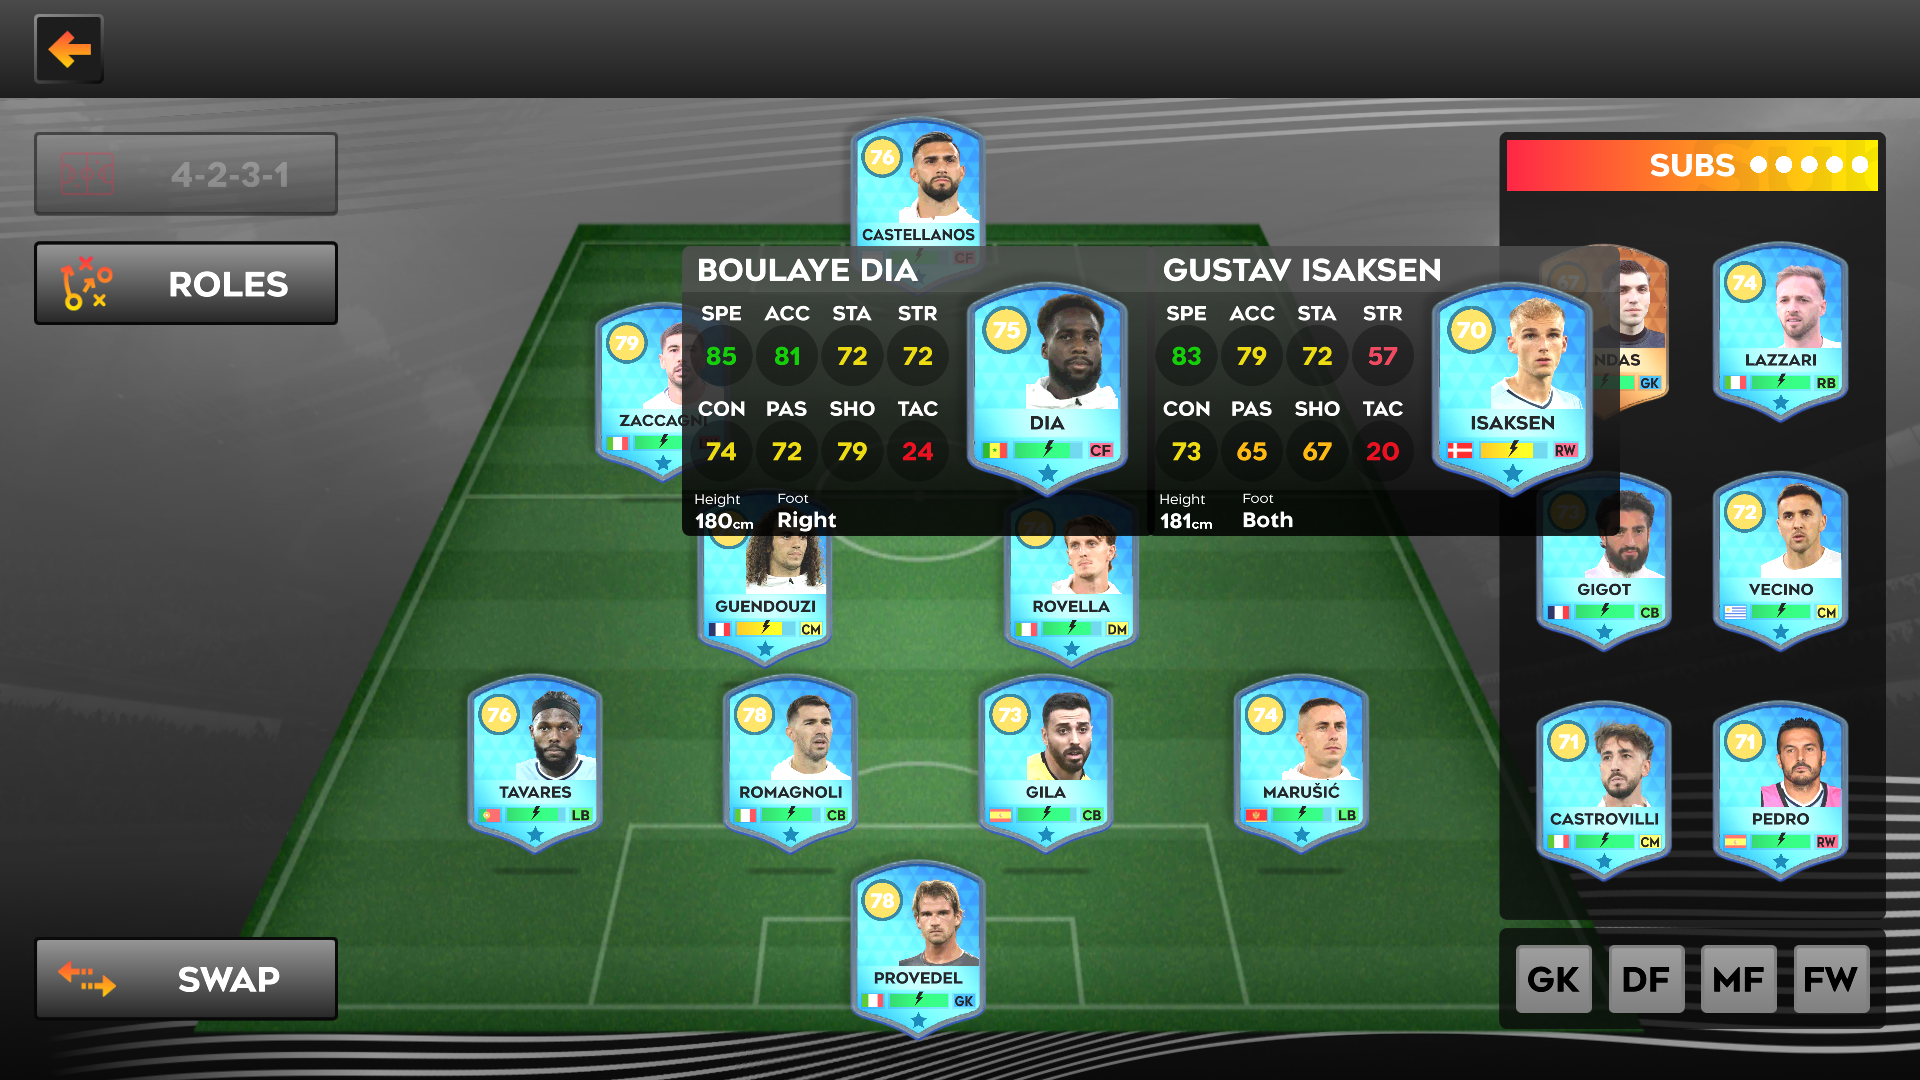 4-2-3-1
ROLES
SWAP
76
CASTELLANOS
CF
79
ZACCAGNI
BOULAYE DIA
SPE ACC STA STR
85 81 72 72
CON PAS SHO TAC
74 72 79 24
Height Foot
180cm Right
75
DIA
CF
GUSTAV ISAKSEN
SPE ACC STA STR
83 79 72 57
CON PAS SHO TAC
73 65 67 20
Height Foot
181cm Both
70
ISAKSEN
RW
GUENDOUZI
CM
ROVELLA
DM
76
TAVARES
LB
78
ROMAGNOLI
CB
73
GILA
CB
74
MARUŠIĆ
LB
78
PROVEDEL
GK
SUBS
67
NDAS
GK
74
LAZZARI
RB
73
GIGOT
CB
72
VECINO
CM
71
CASTROVILLI
CM
71
PEDRO
RW
GK DF MF FW